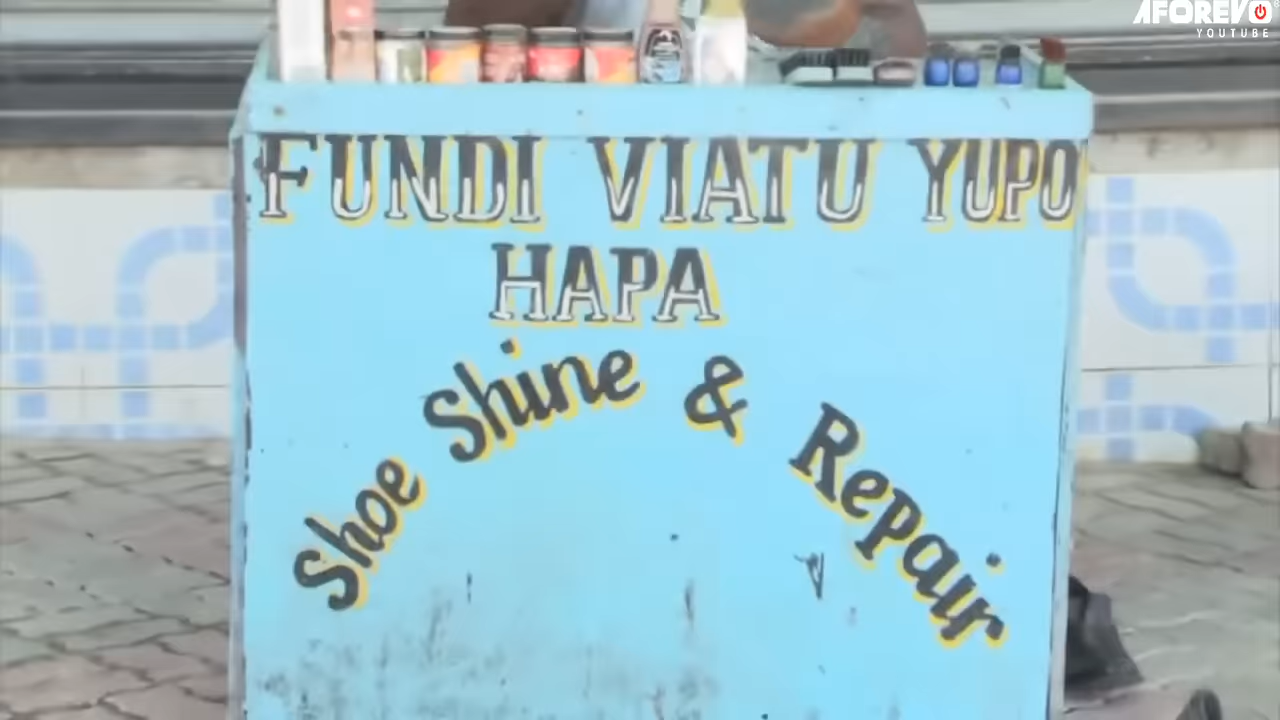 AFOREVO
YOUTUBE
FUNDI VIATU YUPO
HAPA
Shoe Shine & Repair